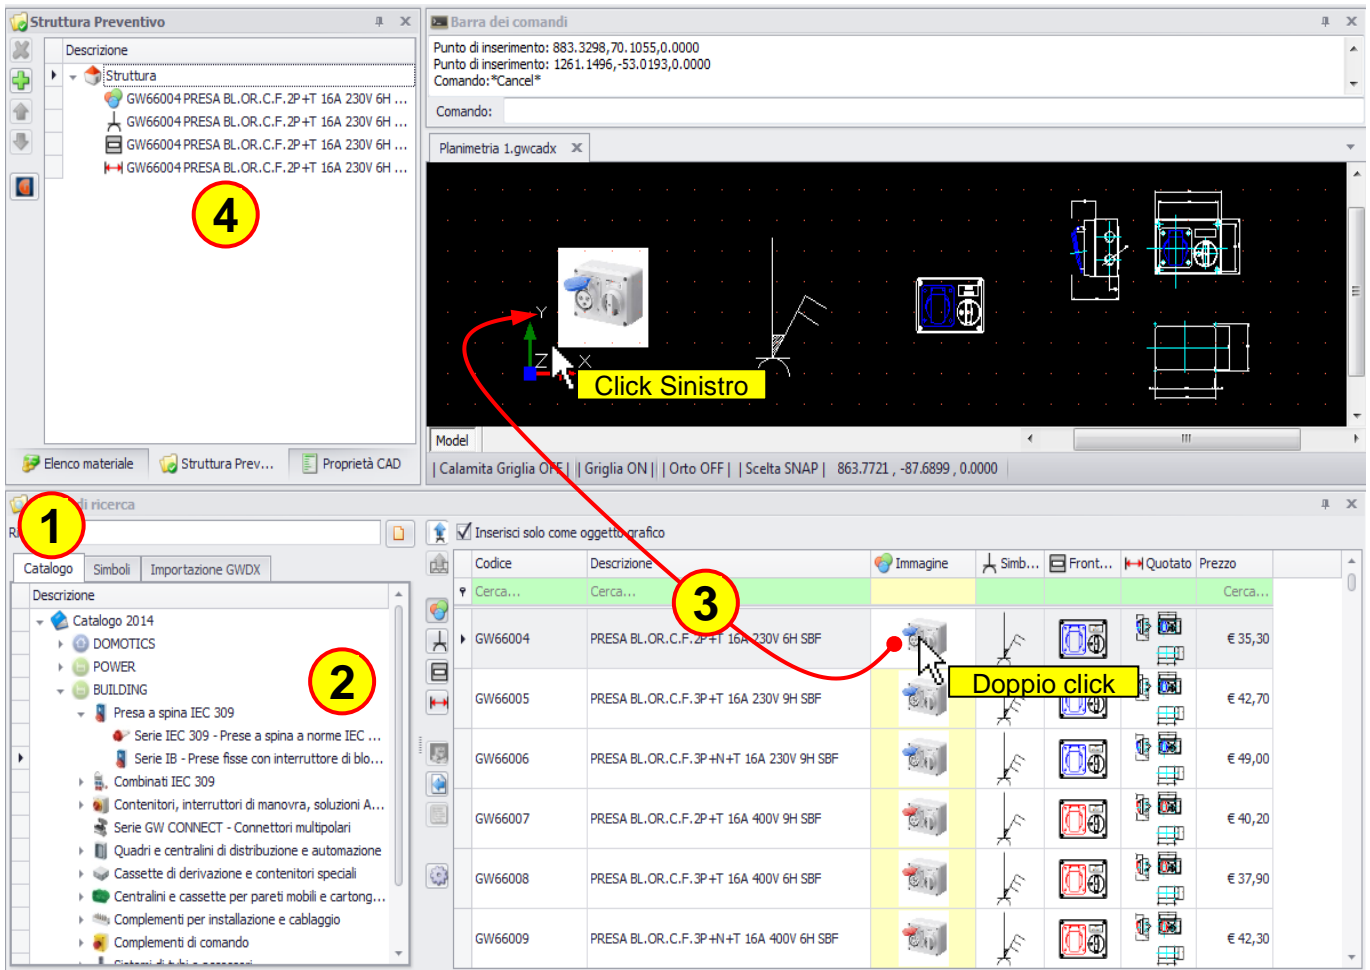 Struttura Preventivo
Descrizione
Struttura
GW66004 PRESA BL.OR.C.F.2P+T 16A 230V 6H ...
GW66004 PRESA BL.OR.C.F.2P+T 16A 230V 6H ...
GW66004 PRESA BL.OR.C.F.2P+T 16A 230V 6H ...
GW66004 PRESA BL.OR.C.F.2P+T 16A 230V 6H ...
4
Elenco materiale
Struttura Prev...
Proprietà CAD
Barra dei comandi
Punto di inserimento: 883.3298,70.1055,0.0000
Punto di inserimento: 1261.1496,-53.0193,0.0000
Comando:*Cancel*
Comando:
Planimetria 1.gwcadx
Y
Z
X
Click Sinistro
Model
| Calamita Griglia OFF | | Griglia ON | | Orto OFF | | Scelta SNAP | 863.7721 , -87.6899 , 0.0000
di ricerca
1
Catalogo
Simboli
Importazione GWDX
Descrizione
Catalogo 2014
DOMOTICS
POWER
BUILDING
2
Presa a spina IEC 309
Serie IEC 309 - Prese a spina a norme IEC ...
Serie IB - Prese fisse con interruttore di blo...
Combinati IEC 309
Contenitori, interruttori di manovra, soluzioni A...
Serie GW CONNECT - Connettori multipolari
Quadri e centralini di distribuzione e automazione
Cassette di derivazione e contenitori speciali
Centralini e cassette per pareti mobili e cartong...
Complementi per installazione e cablaggio
Complementi di comando
Sistemi di tubi e accessori
Inserisci solo come oggetto grafico
Codice Descrizione Immagine Simb... Front... Quotato Prezzo
Cerca... Cerca... Cerca...
3
GW66004 PRESA BL.OR.C.F.2P+T 16A 230V 6H SBF € 35,30
Doppio click
GW66005 PRESA BL.OR.C.F.3P+T 16A 230V 9H SBF € 42,70
GW66006 PRESA BL.OR.C.F.3P+N+T 16A 230V 9H SBF € 49,00
GW66007 PRESA BL.OR.C.F.2P+T 16A 400V 9H SBF € 40,20
GW66008 PRESA BL.OR.C.F.3P+T 16A 400V 6H SBF € 37,90
GW66009 PRESA BL.OR.C.F.3P+N+T 16A 400V 6H SBF € 42,30